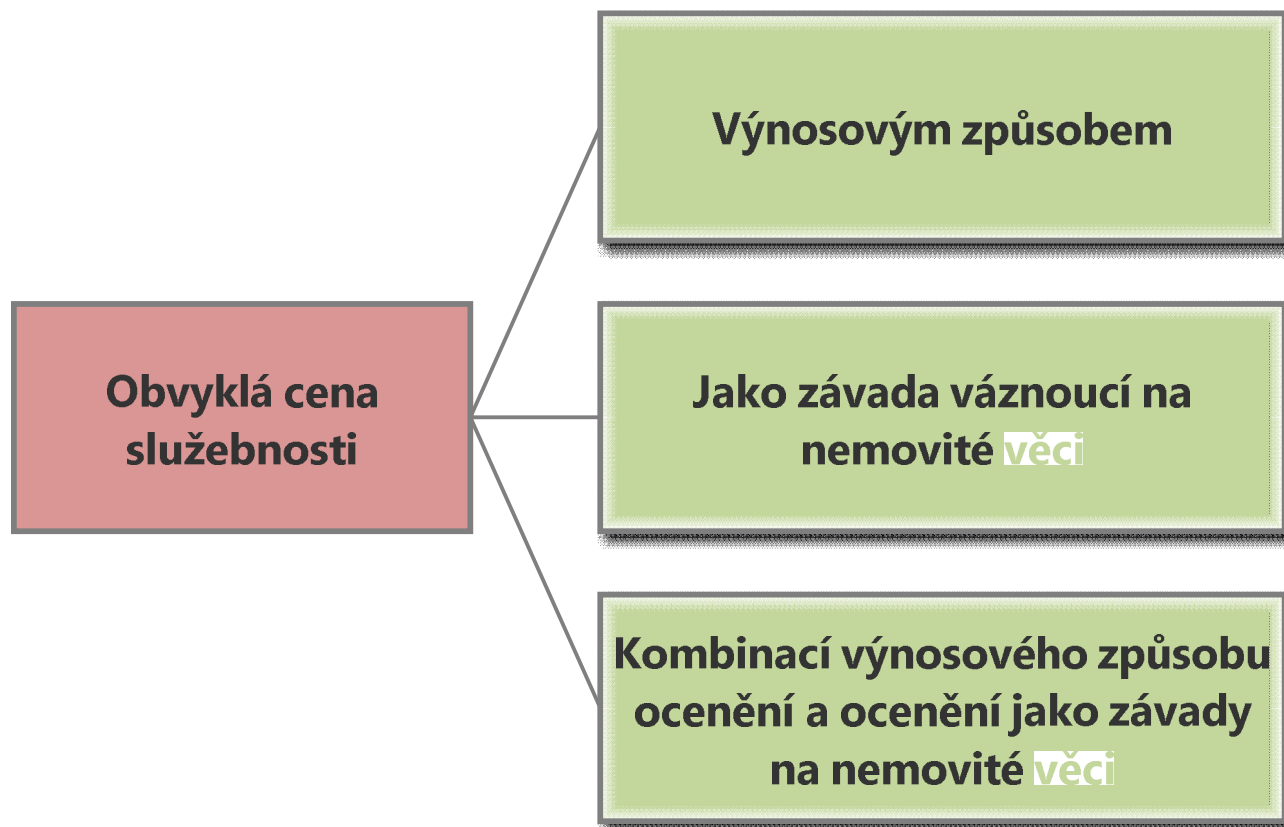 Výnosovým způsobem
Obvyklá cena
služebnosti
Jako závada váznoucí na
nemovité věci
Kombinací výnosového způsobu
ocenění a ocenění jako závady
na nemovité věci